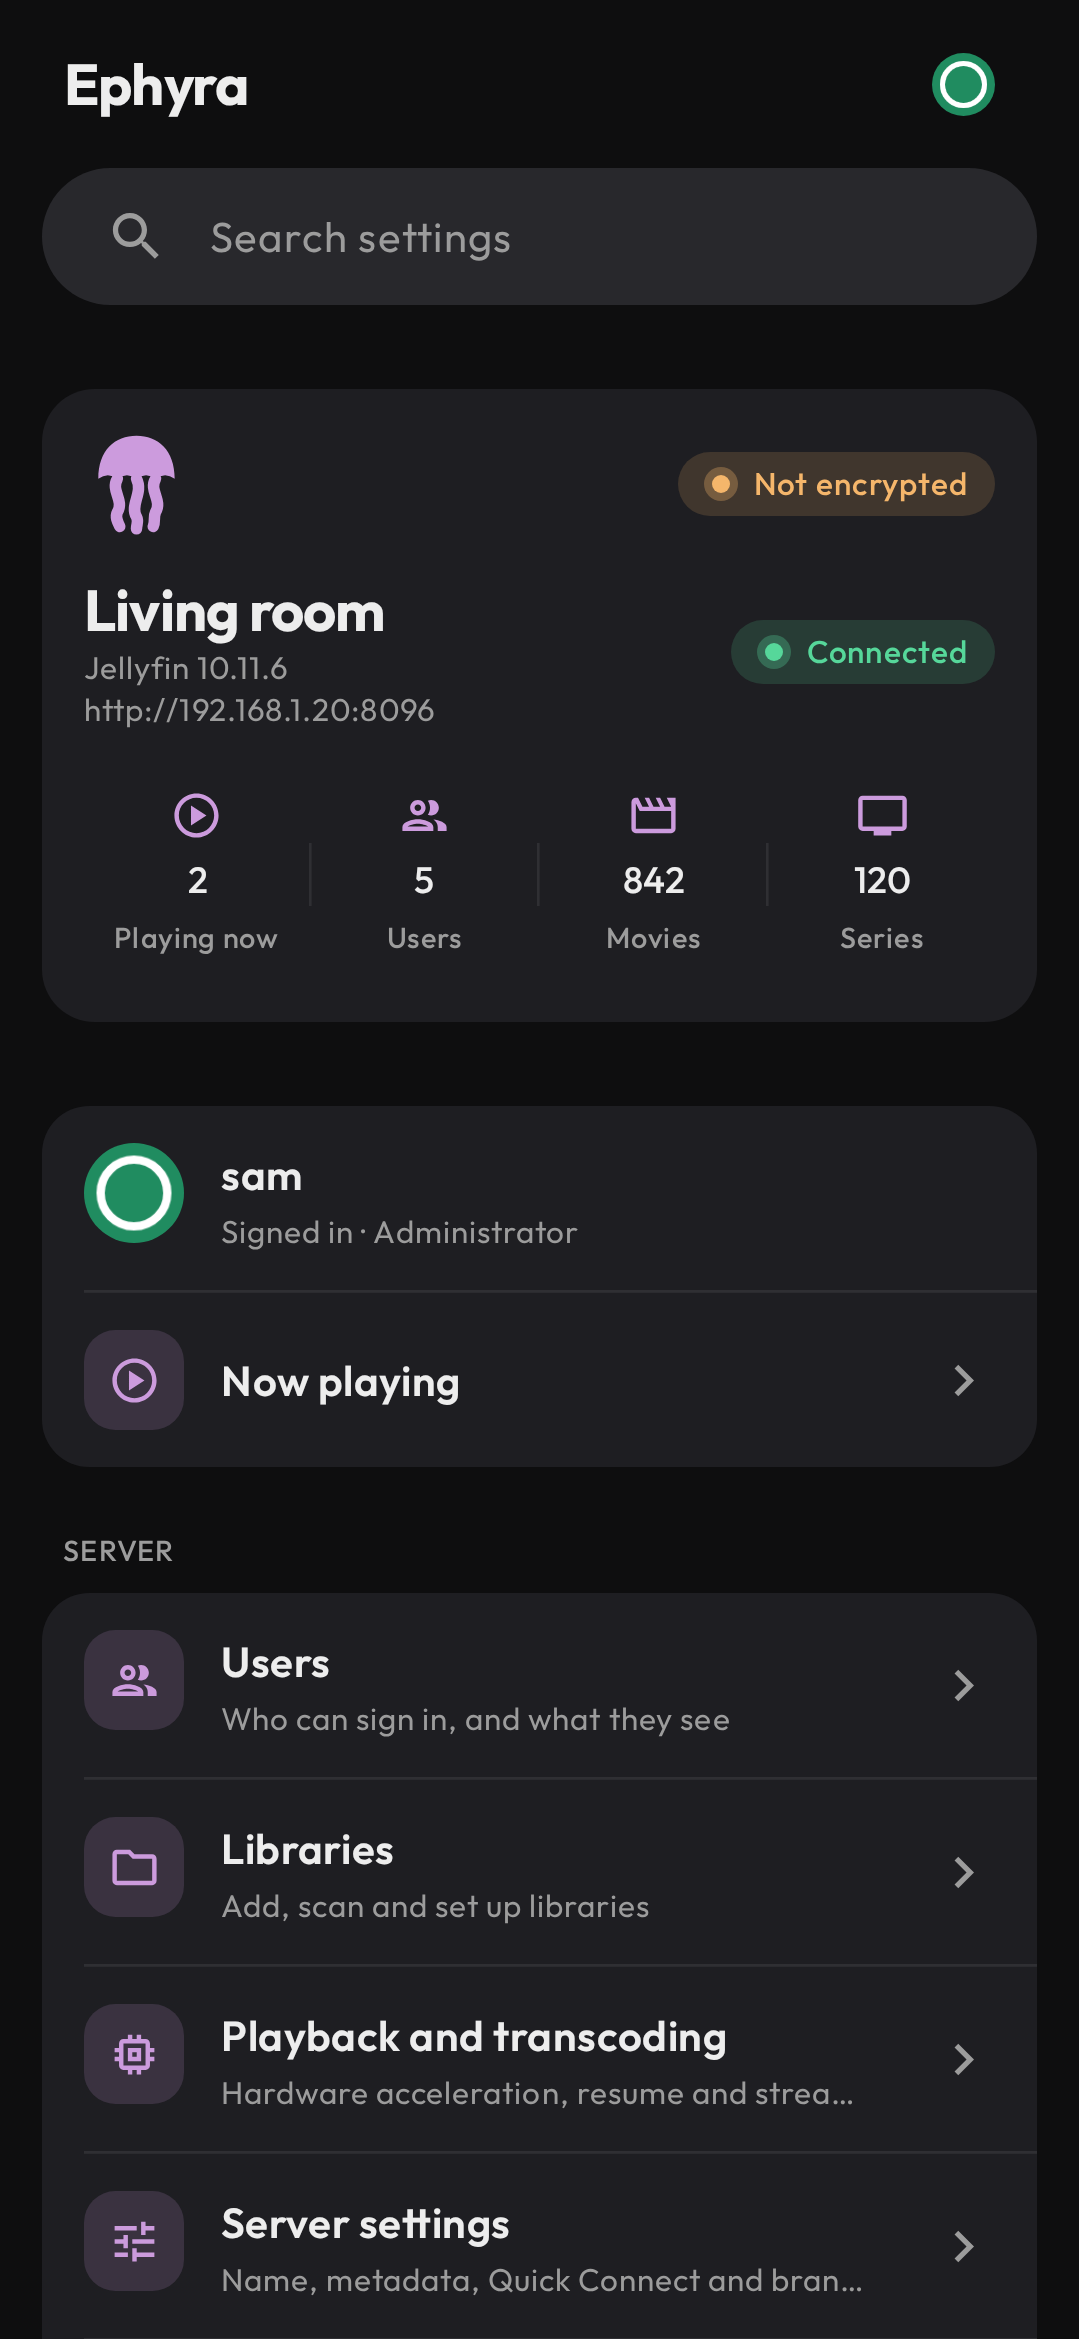 Ephyra
Search settings
Not encrypted
Living room
Jellyfin 10.11.6
http://192.168.1.20:8096
Connected
2
Playing now
5
Users
842
Movies
120
Series
sam
Signed in · Administrator
Now playing
SERVER
Users
Who can sign in, and what they see
Libraries
Add, scan and set up libraries
Playback and transcoding
Hardware acceleration, resume and strea...
Server settings
Name, metadata, Quick Connect and bran...